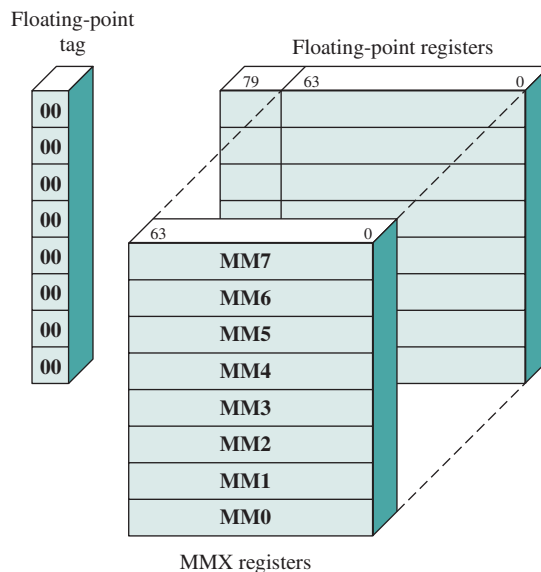 Floating-point
tag
Floating-point registers
79 63 0
00
00
00
00
00
00
00
00
63 0
MM7
MM6
MM5
MM4
MM3
MM2
MM1
MM0
MMX registers